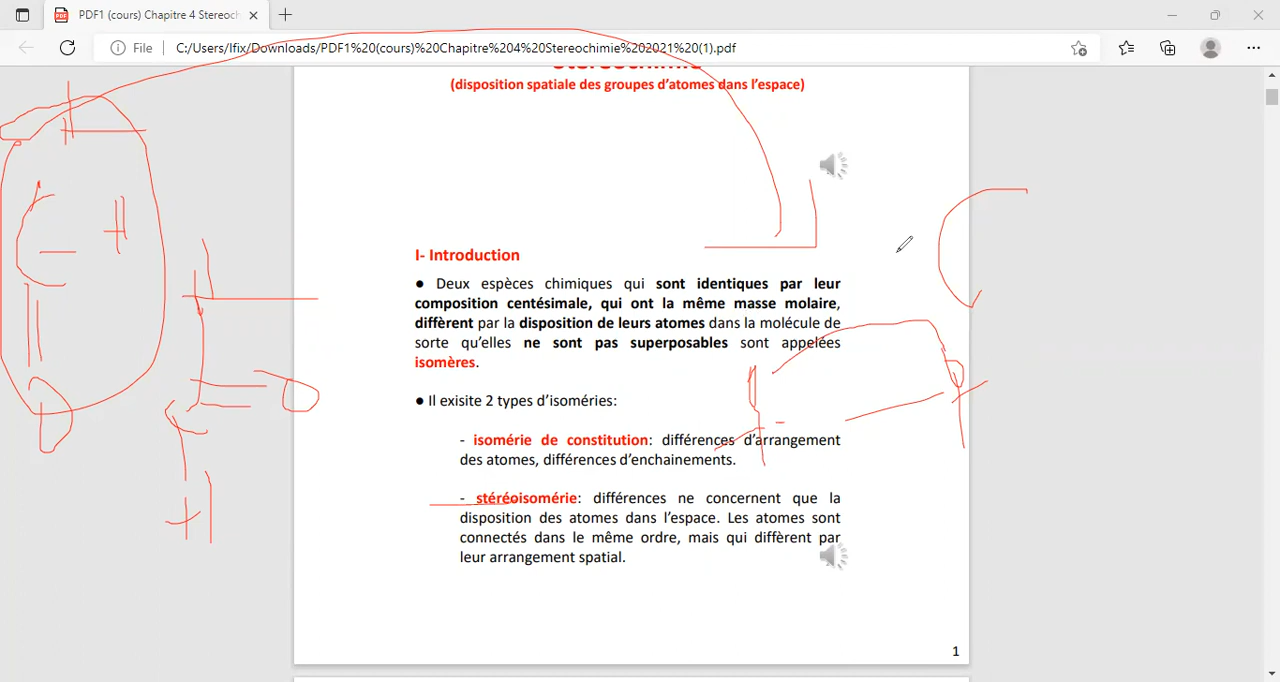 PDF1 (cours) Chapitre 4 Stereoch
File
C:/Users/Ifix/Downloads/PDF1%20(cours)%20Chapitre%204%20Stereochimie%202021%20(1).pdf
Stéréochimie
(disposition spatiale des groupes d'atomes dans l'espace)
I- Introduction
● Deux espèces chimiques qui sont identiques par leur
composition centésimale, qui ont la même masse molaire,
diffèrent par la disposition de leurs atomes dans la molécule de
sorte qu'elles ne sont pas superposables sont appelées
isomères.
● Il exisite 2 types d'isoméries:
- isomérie de constitution: différences d'arrangement
des atomes, différences d'enchainements.
- stéréoisomérie: différences ne concernent que la
disposition des atomes dans l'espace. Les atomes sont
connectés dans le même ordre, mais qui diffèrent par
leur arrangement spatial.
1